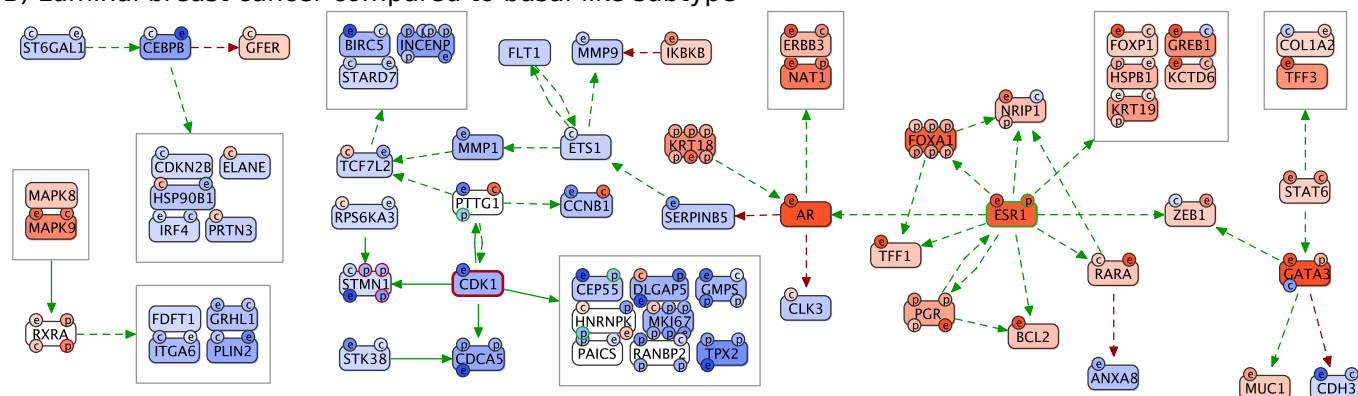 B) Luminal breast cancer compared to basal-like subtype
ST6GAL1
CEBPB
GFER
BIRC5
INCENP
STARD7
FLT1
MMP9
IKBKB
ERBB3
NAT1
FOXP1
GREB1
HSPB1
KCTD6
KRT19
COL1A2
TFF3
CDKN2B
ELANE
HSP90B1
IRF4
PRTN3
MAPK8
MAPK9
TCF7L2
MMP1
ETS1
KRT18
FOXA1
NRIP1
RPS6KA3
PTTG1
CCNB1
SERPINB5
AR
ESR1
ZEB1
STAT6
TFF1
RARA
GATA3
STMN1
CDK1
CEP55
DLGAP5
GMPS
HNRNPK
MKI67
PAICS
RANBP2
TPX2
CLK3
PGR
BCL2
RXRA
FDFT1
GRHL1
ITGA6
PLIN2
STK38
CDCA5
ANXA8
MUC1
CDH3